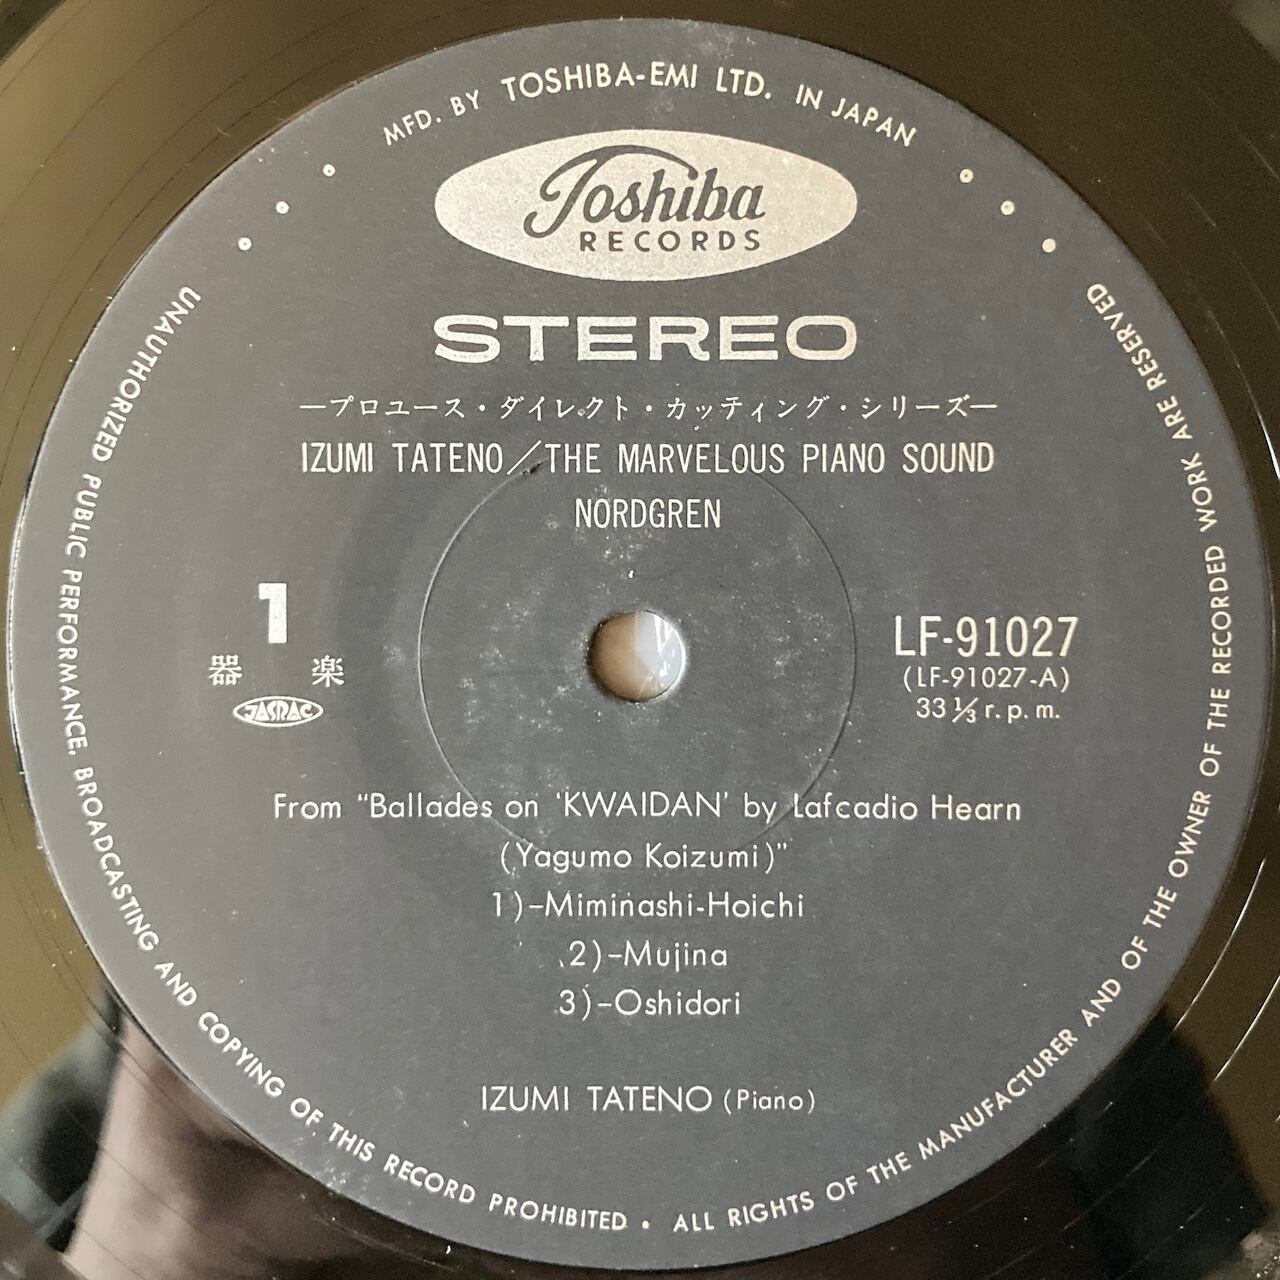 MFD. BY TOSHIBA-EMI LTD. IN JAPAN
Toshiba
RECORDS
STEREO
—プロユース・ダイレクト・カッティング・シリーズ—
IZUMI TATENO／THE MARVELOUS PIANO SOUND
NORDGREN
1
器 楽
JASRAC
LF-91027
(LF-91027-A)
33⅓ r.p.m.
From “Ballades on ‘KWAIDAN’ by Lafcadio Hearn
(Yagumo Koizumi)”
1)–Miminashi-Hoichi
2)–Mujina
3)–Oshidori
IZUMI TATENO (Piano)
UNAUTHORIZED PUBLIC PERFORMANCE, BROADCASTING AND COPYING OF THIS RECORD PROHIBITED • ALL RIGHTS OF THE MANUFACTURER AND OF THE OWNER OF THE RECORDED WORK ARE RESERVED